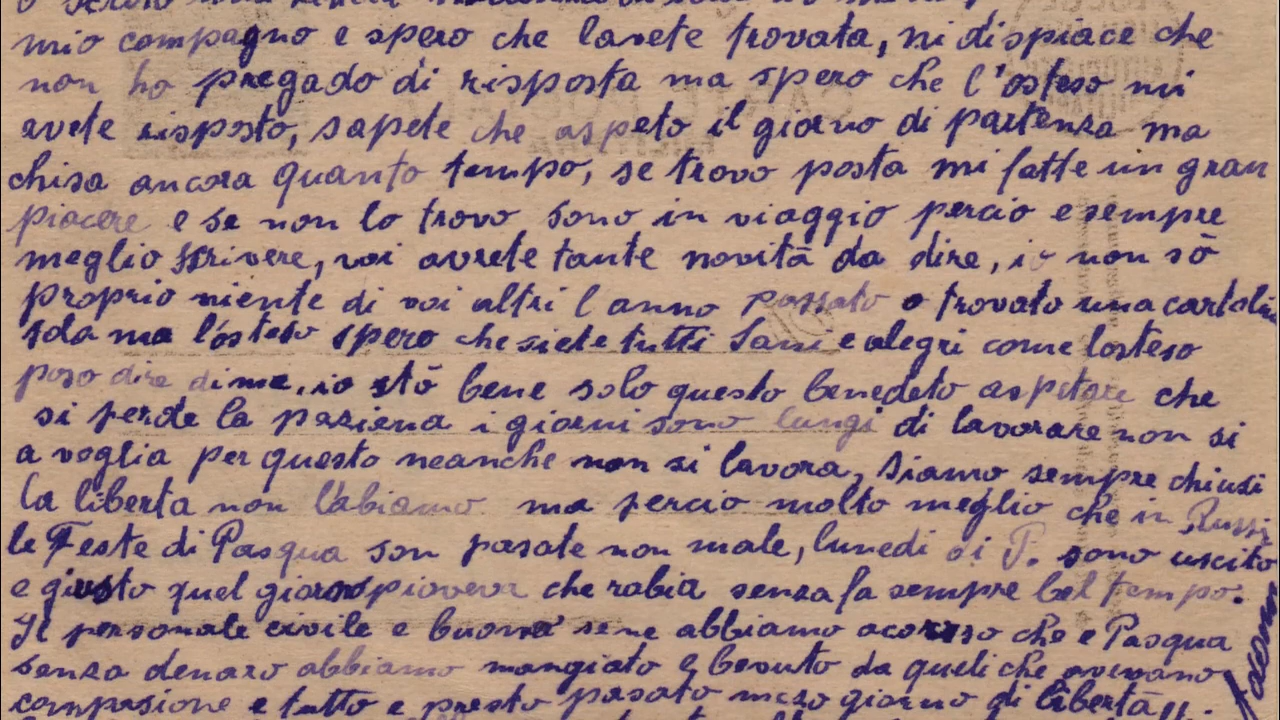 mio compagno e spero che lavete trovata, mi dispiace che
non ho pregado di risposta ma spero che l'osteso mi
avete risposto, sapete che aspeto il giorno di partenza ma
chisa ancora quanto tempo, se trovo posta mi fatte un gran
piacere e se non lo trovo sono in viaggio percio e sempre
meglio scrivere, voi avrete tante novità da dire, io non sò
proprio niente di voi altri l anno passato o trovato una cartolin
sda ma l'osteso spero che siete tutti Sani e alegri come losteso
poso dire di me, io stò bene solo questo benedeto aspetare che
si perde la paziena i giorni sono lungi di lavorare non si
a voglia per questo neanche non si lavora, siamo sempre chiusi
la liberta non l'abiamo ma percio molto meglio che in Russi
le Feste di Pasqua son pasate non male, lunedi di P. sono uscito
e giusto quel giorno pioveva che rabia senza fa sempre bel tempo.
Il personale civile e buono sene abbiamo acorso che e Pasqua
senza denaro abbiamo mangiato e bevuto da queli che avevano
compasione e tutto e presto pasato mezo giorno di libertà!!.